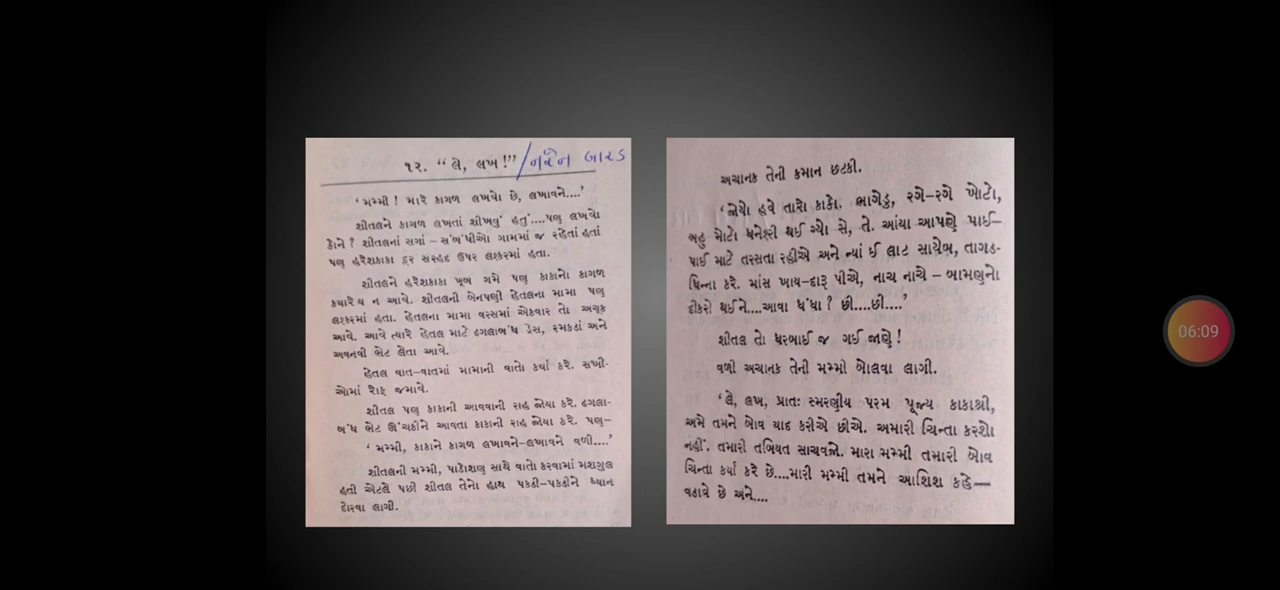 ૧૨. “ લે, લખ !” / નવીન બારડ
‘ મમ્મી ! મારે કાગળ લખવો છે, લખાવને....’
શીતલને કાગળ લખતાં શીખવું હતું....પણ લખવો
કોને ? શીતલનાં સગાં – સંબંધીઓ ગામમાં જ રહેતાં હતાં
પણ હરેશકાકા દૂર સરહદ ઉપર લશ્કરમાં હતા.
શીતલને હરેશકાકા ખૂબ ગમે પણ કાકાનો કાગળ
ક્યારેય ન આવે. શીતલની બેનપણી હેતલના મામા પણ
લશ્કરમાં હતા. હેતલના મામા વરસમાં એકવાર તો અચૂક
આવે. આવે ત્યારે હેતલ માટે ઢગલાબંધ ડ્રેસ, રમકડાં અને
અવનવી ભેટ લેતા આવે.
હેતલ વાત-વાતમાં મામાની વાતો કર્યા કરે. સખી-
ઓમાં રોફ જમાવે.
શીતલ પણ કાકાની આવવાની રાહ જોયા કરે. ઢગલા-
બંધ ભેટ ઊંચકીને આવતા કાકાની રાહ જોયા કરે. પણ–
‘ મમ્મી, કાકાને કાગળ લખાવને–લખાવને વળી....’
શીતલની મમ્મી, પાડોશણુ સાથે વાતો કરવામાં મશગુલ
હતી એટલે પછી શીતલ તેનો હાથ પકડી–પકડીને ધ્યાન
દોરવા લાગી.
અચાનક તેની કમાન છટકી.
‘જોયો હવે તારો કાકો. ભાગેડુ, રગે–રગે ખોટો,
બહુ મોટો ધનેશ્રી થઈ ગ્યો સે, તે. આંયા આપણે પાઈ–
પાઈ માટે તરસતા રહીએ અને ન્યાં ઈ લાટ સાયેબ, તાગડ-
ધિન્ના કરે. માંસ ખાય-દારૂ પીએ, નાચ નાચે – બામણનો
દીકરો થઈને....આવા ધંધા ? છી....છી....’
શીતલ તો ધરબાઈ જ ગઈ જાણે !
વળી અચાનક તેની મમ્મી બોલવા લાગી.
‘લે, લખ, પ્રાતઃ સ્મરણીય પરમ પૂજ્ય કાકાશ્રી,
અમે તમને બોવ યાદ કરીએ છીએ. અમારી ચિન્તા કરશો
નહીં. તમારી તબિયત સાચવજો. મારા મમ્મી તમારી બોવ
ચિન્તા કર્યા કરે છે....મારી મમ્મી તમને આશિશ કહે—
વડાવે છે અને....
06:09